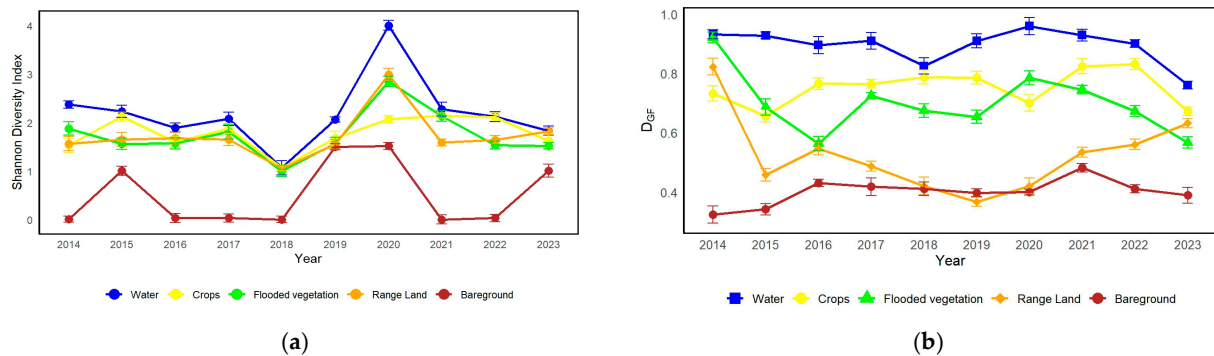 Shannon Diversity Index
4
3
2
1
0
2014 2015 2016 2017 2018 2019 2020 2021 2022 2023
Year
Water Crops Flooded vegetation Range Land Bareground
(a)
D_GF
1.0
0.8
0.6
0.4
2014 2015 2016 2017 2018 2019 2020 2021 2022 2023
Year
Water Crops Flooded vegetation Range Land Bareground
(b)